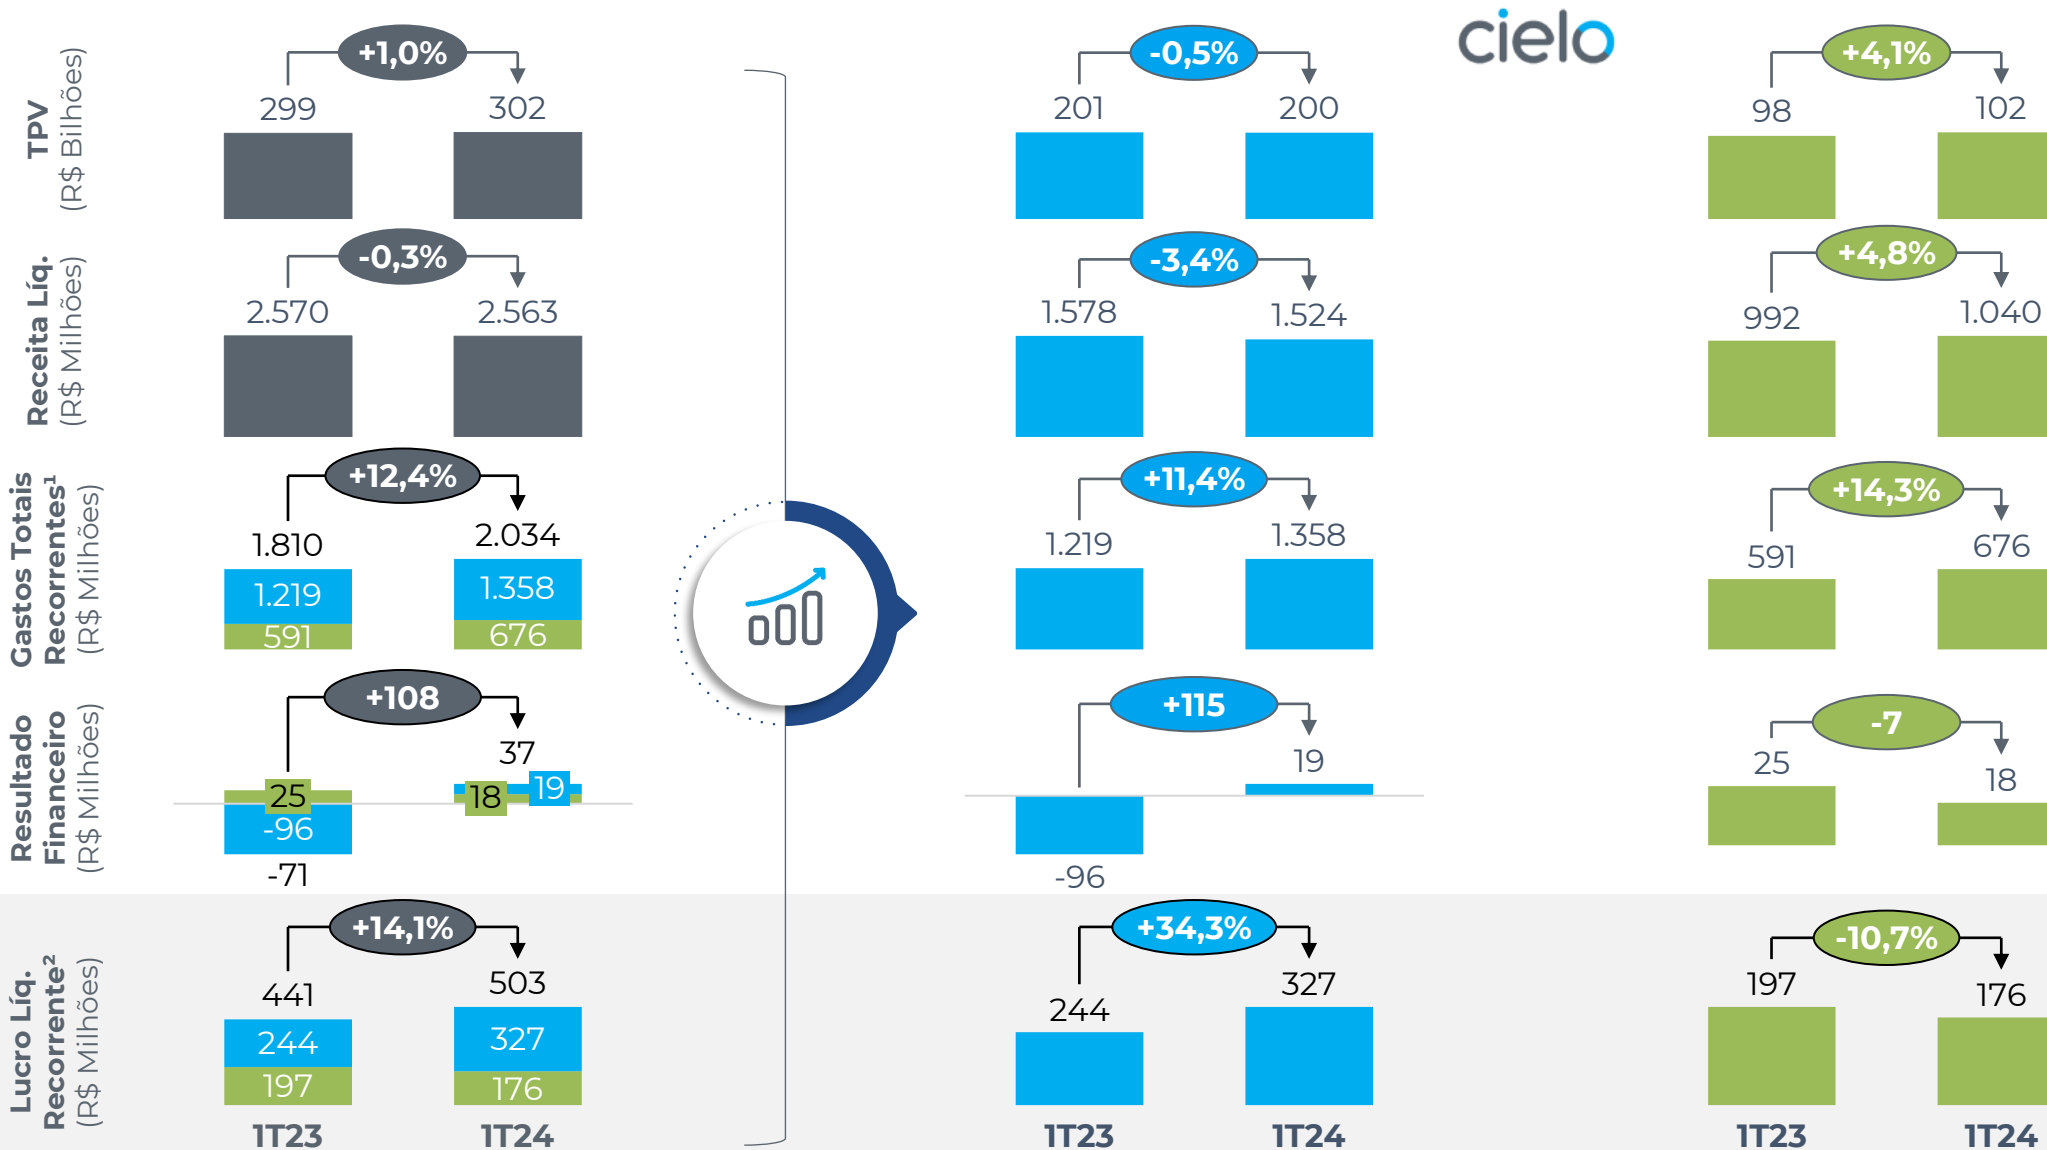 cielo
TPV
(R$ Bilhões)
+1,0%
299
302
-0,5%
201
200
+4,1%
98
102
Receita Líq.
(R$ Milhões)
-0,3%
2.570
2.563
-3,4%
1.578
1.524
+4,8%
992
1.040
Gastos Totais
Recorrentes¹
(R$ Milhões)
+12,4%
1.810
2.034
1.219
1.358
591
676
+11,4%
1.219
1.358
+14,3%
591
676
Resultado
Financeiro
(R$ Milhões)
+108
37
25
18
19
-96
-71
+115
19
-96
-7
25
18
Lucro Líq.
Recorrente²
(R$ Milhões)
+14,1%
441
503
244
327
197
176
+34,3%
244
327
-10,7%
197
176
1T23
1T24
1T23
1T24
1T23
1T24